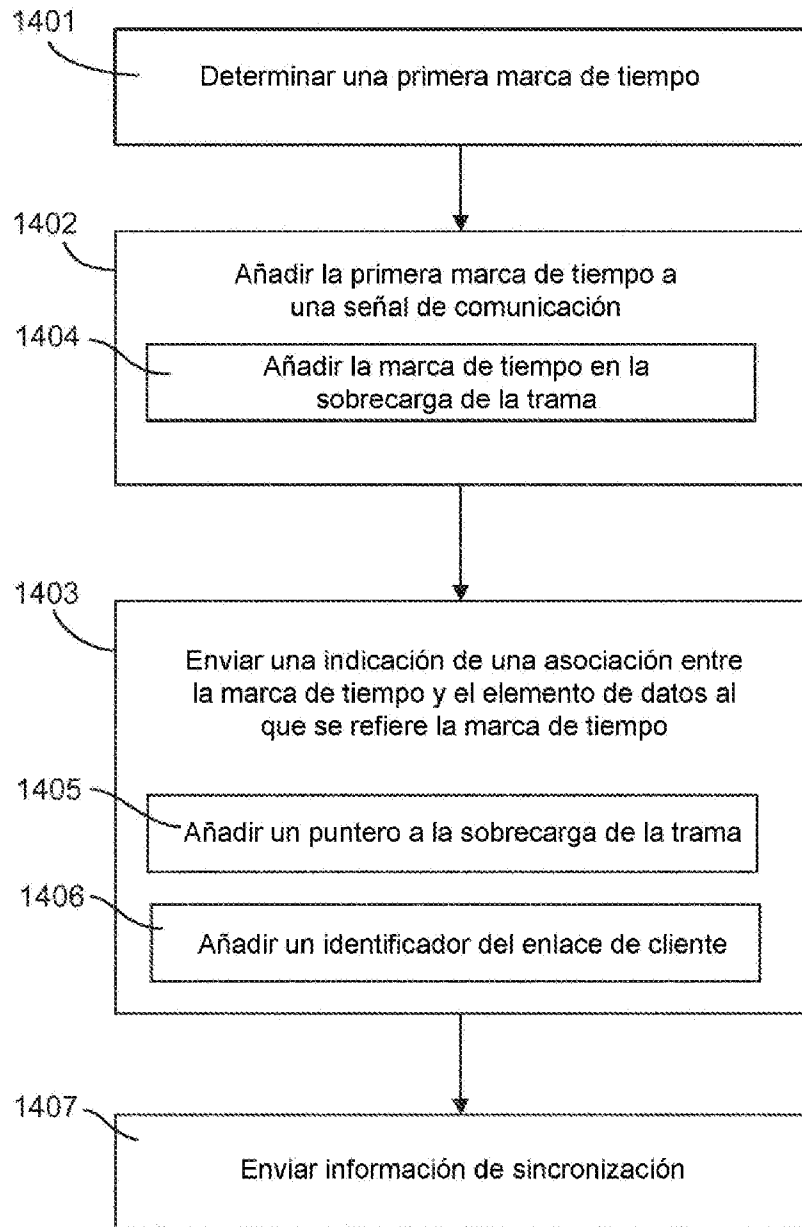 1401
Determinar una primera marca de tiempo
1402
Añadir la primera marca de tiempo a
una señal de comunicación
1404
Añadir la marca de tiempo en la
sobrecarga de la trama
1403
Enviar una indicación de una asociación entre
la marca de tiempo y el elemento de datos al
que se refiere la marca de tiempo
1405
Añadir un puntero a la sobrecarga de la trama
1406
Añadir un identificador del enlace de cliente
1407
Enviar información de sincronización